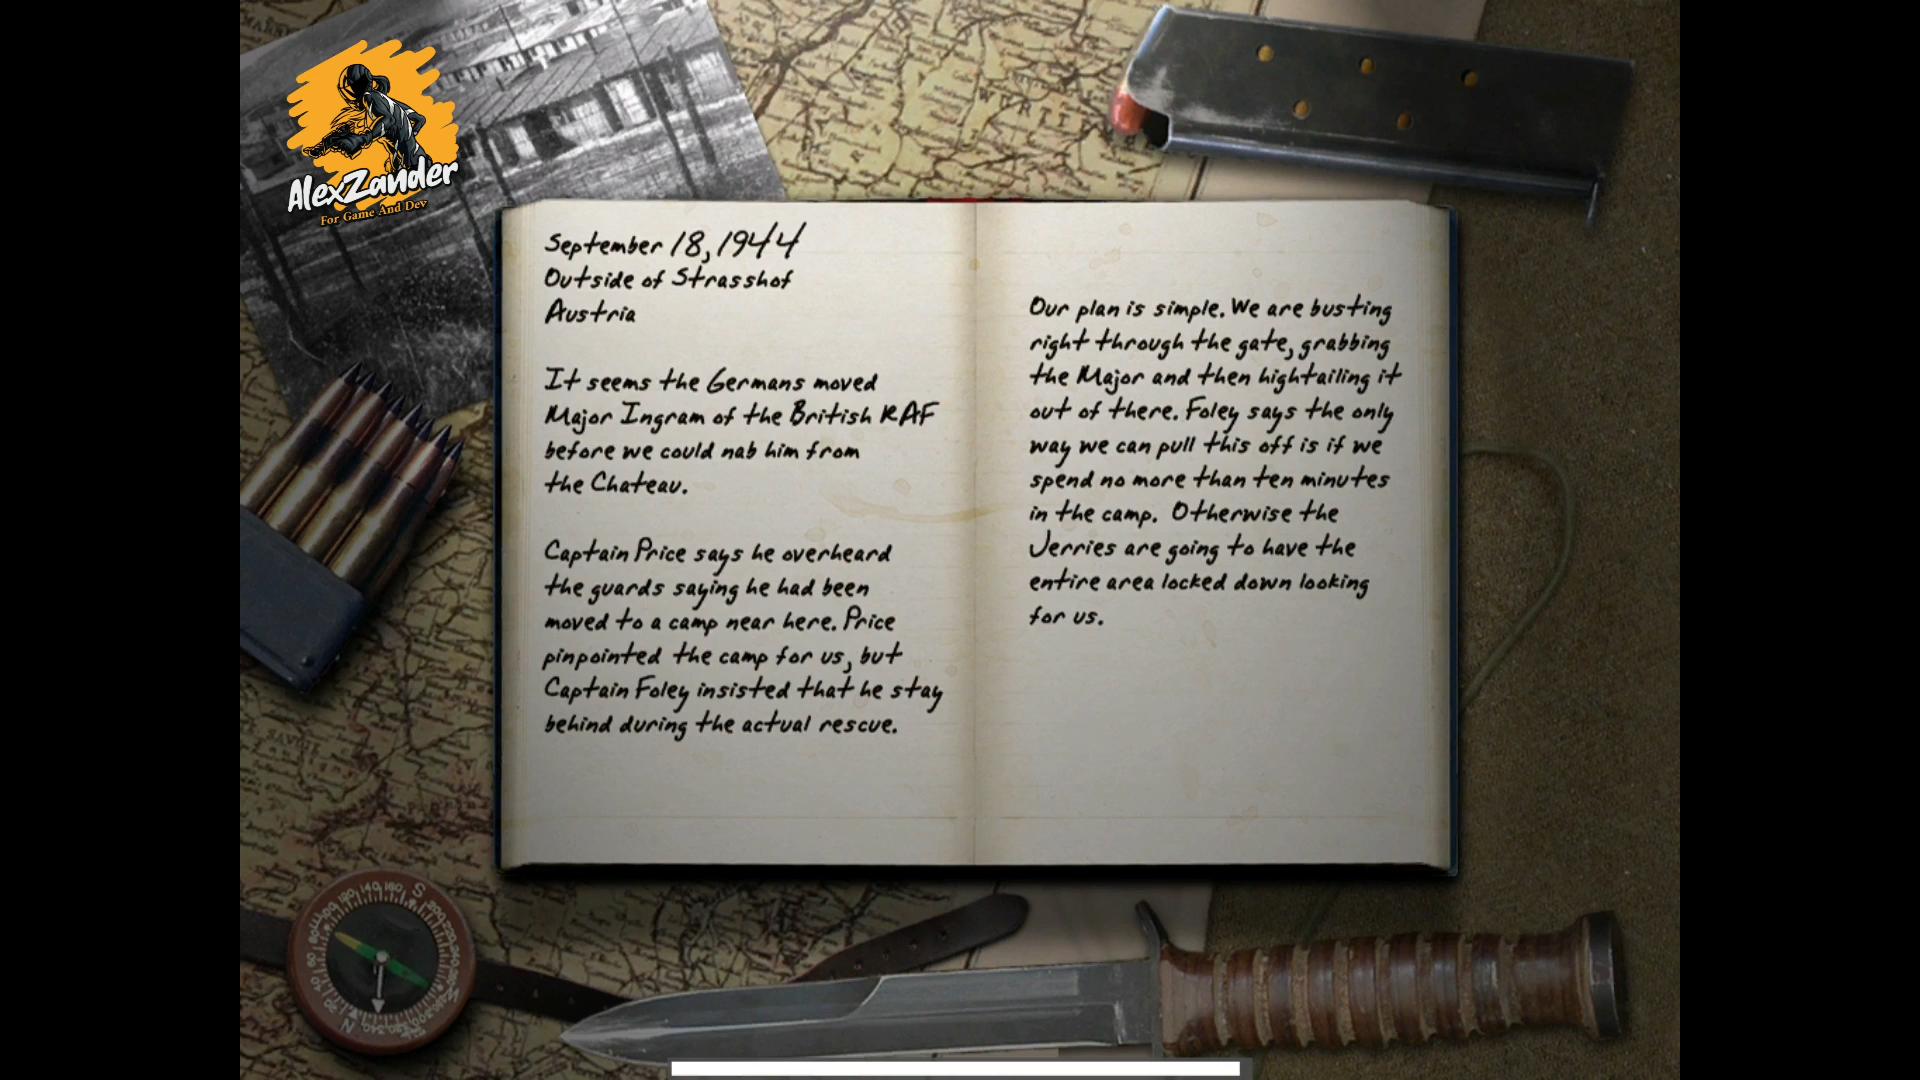 AlexZander
For Game And Dev
September 18, 1944
Outside of Strasshof
Austria
It seems the Germans moved
Major Ingram of the British RAF
before we could nab him from
the Chateau.
Captain Price says he overheard
the guards saying he had been
moved to a camp near here. Price
pinpointed the camp for us, but
Captain Foley insisted that he stay
behind during the actual rescue.
Our plan is simple. We are busting
right through the gate, grabbing
the Major and then hightailing it
out of there. Foley says the only
way we can pull this off is if we
spend no more than ten minutes
in the camp. Otherwise the
Jerries are going to have the
entire area locked down looking
for us.